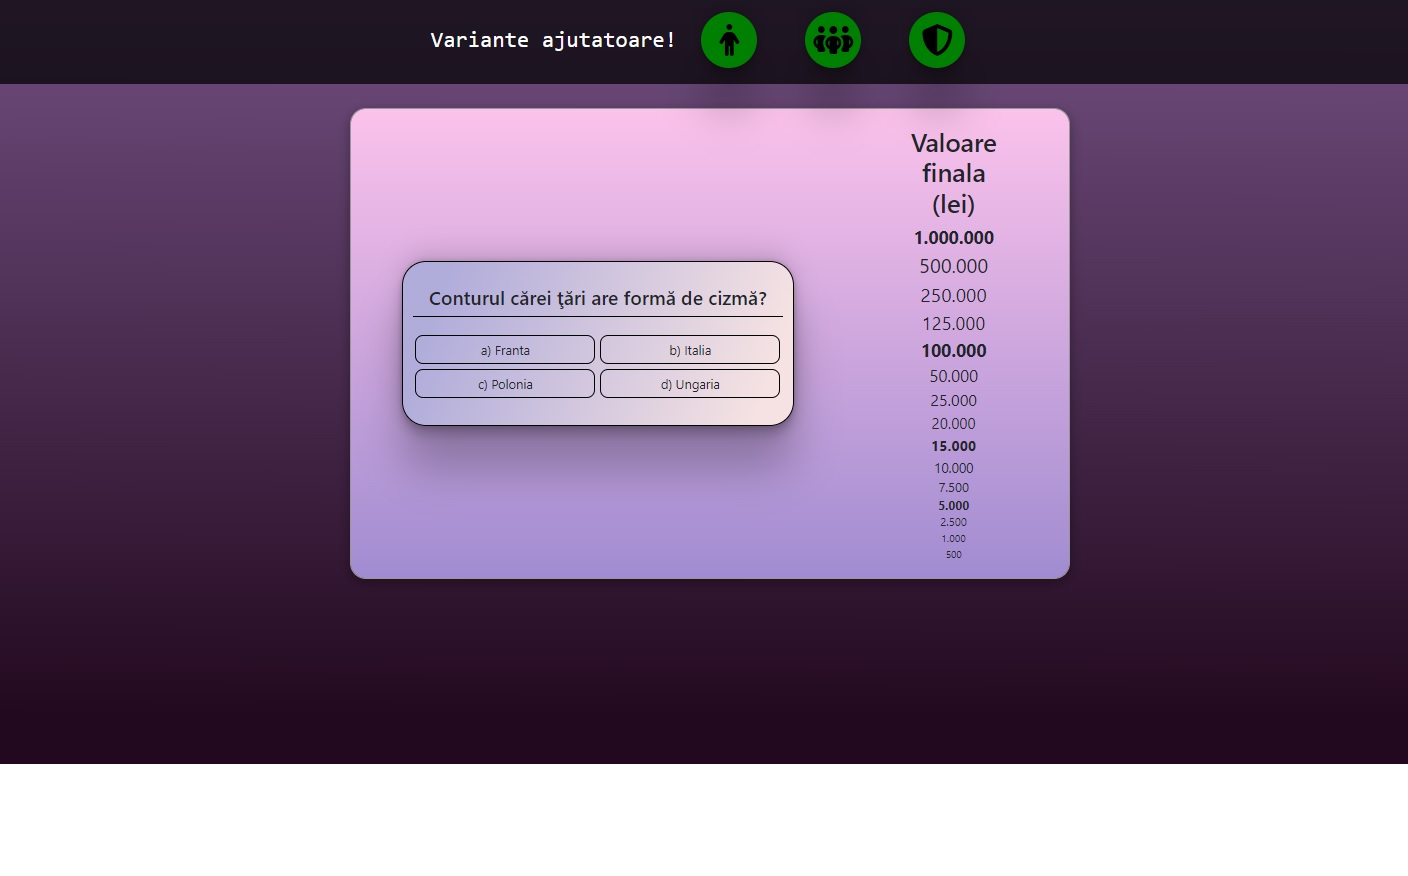 Variante ajutatoare!
Conturul cărei ţări are formă de cizmă?
a) Franta
b) Italia
c) Polonia
d) Ungaria
Valoare
finala
(lei)
1.000.000
500.000
250.000
125.000
100.000
50.000
25.000
20.000
15.000
10.000
7.500
5.000
2.500
1.000
500